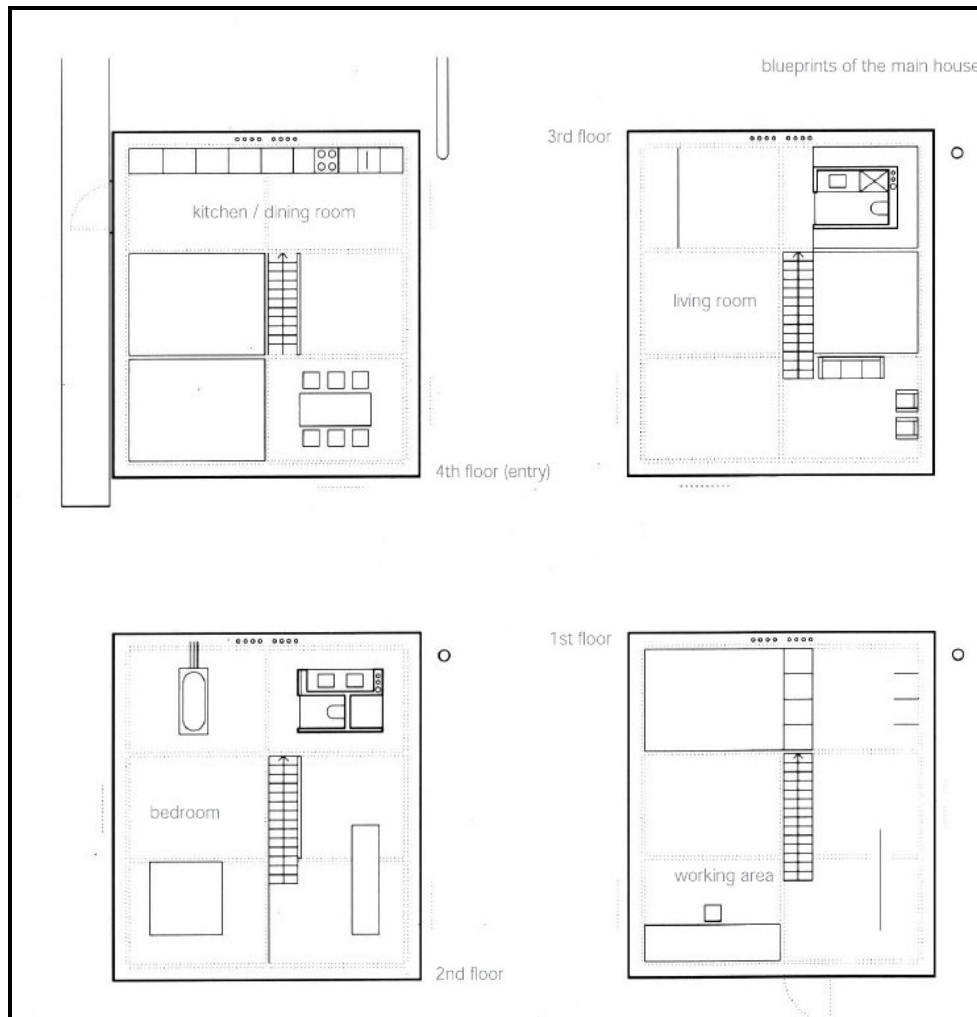 blueprints of the main house
3rd floor
kitchen / dining room
living room
4th floor (entry)
1st floor
bedroom
working area
2nd floor